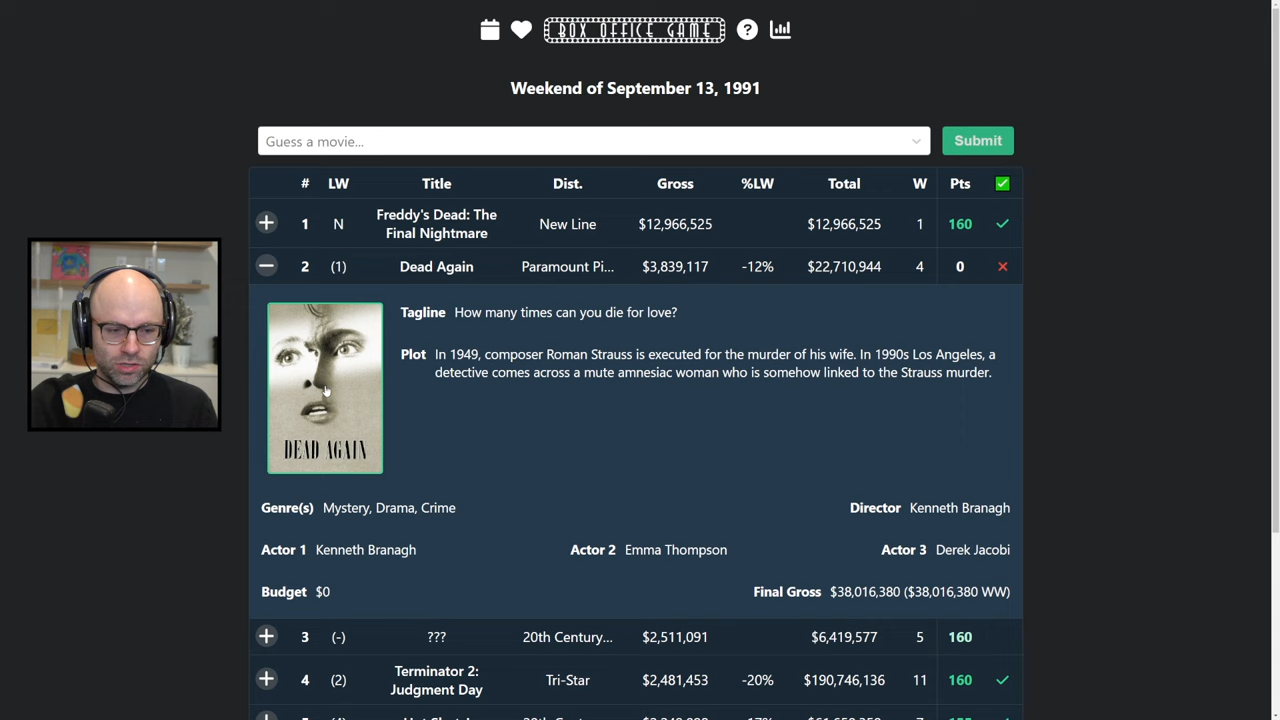 BOX OFFICE GAME
Weekend of September 13, 1991
Guess a movie...
Submit
# LW Title Dist. Gross %LW Total W Pts
1 N Freddy's Dead: The Final Nightmare New Line $12,966,525 $12,966,525 1 160
2 (1) Dead Again Paramount Pi... $3,839,117 -12% $22,710,944 4 0
DEAD AGAIN
Tagline How many times can you die for love?
Plot In 1949, composer Roman Strauss is executed for the murder of his wife. In 1990s Los Angeles, a
detective comes across a mute amnesiac woman who is somehow linked to the Strauss murder.
Genre(s) Mystery, Drama, Crime Director Kenneth Branagh
Actor 1 Kenneth Branagh Actor 2 Emma Thompson Actor 3 Derek Jacobi
Budget $0 Final Gross $38,016,380 ($38,016,380 WW)
3 (-) ??? 20th Century... $2,511,091 $6,419,577 5 160
4 (2) Terminator 2: Judgment Day Tri-Star $2,481,453 -20% $190,746,136 11 160